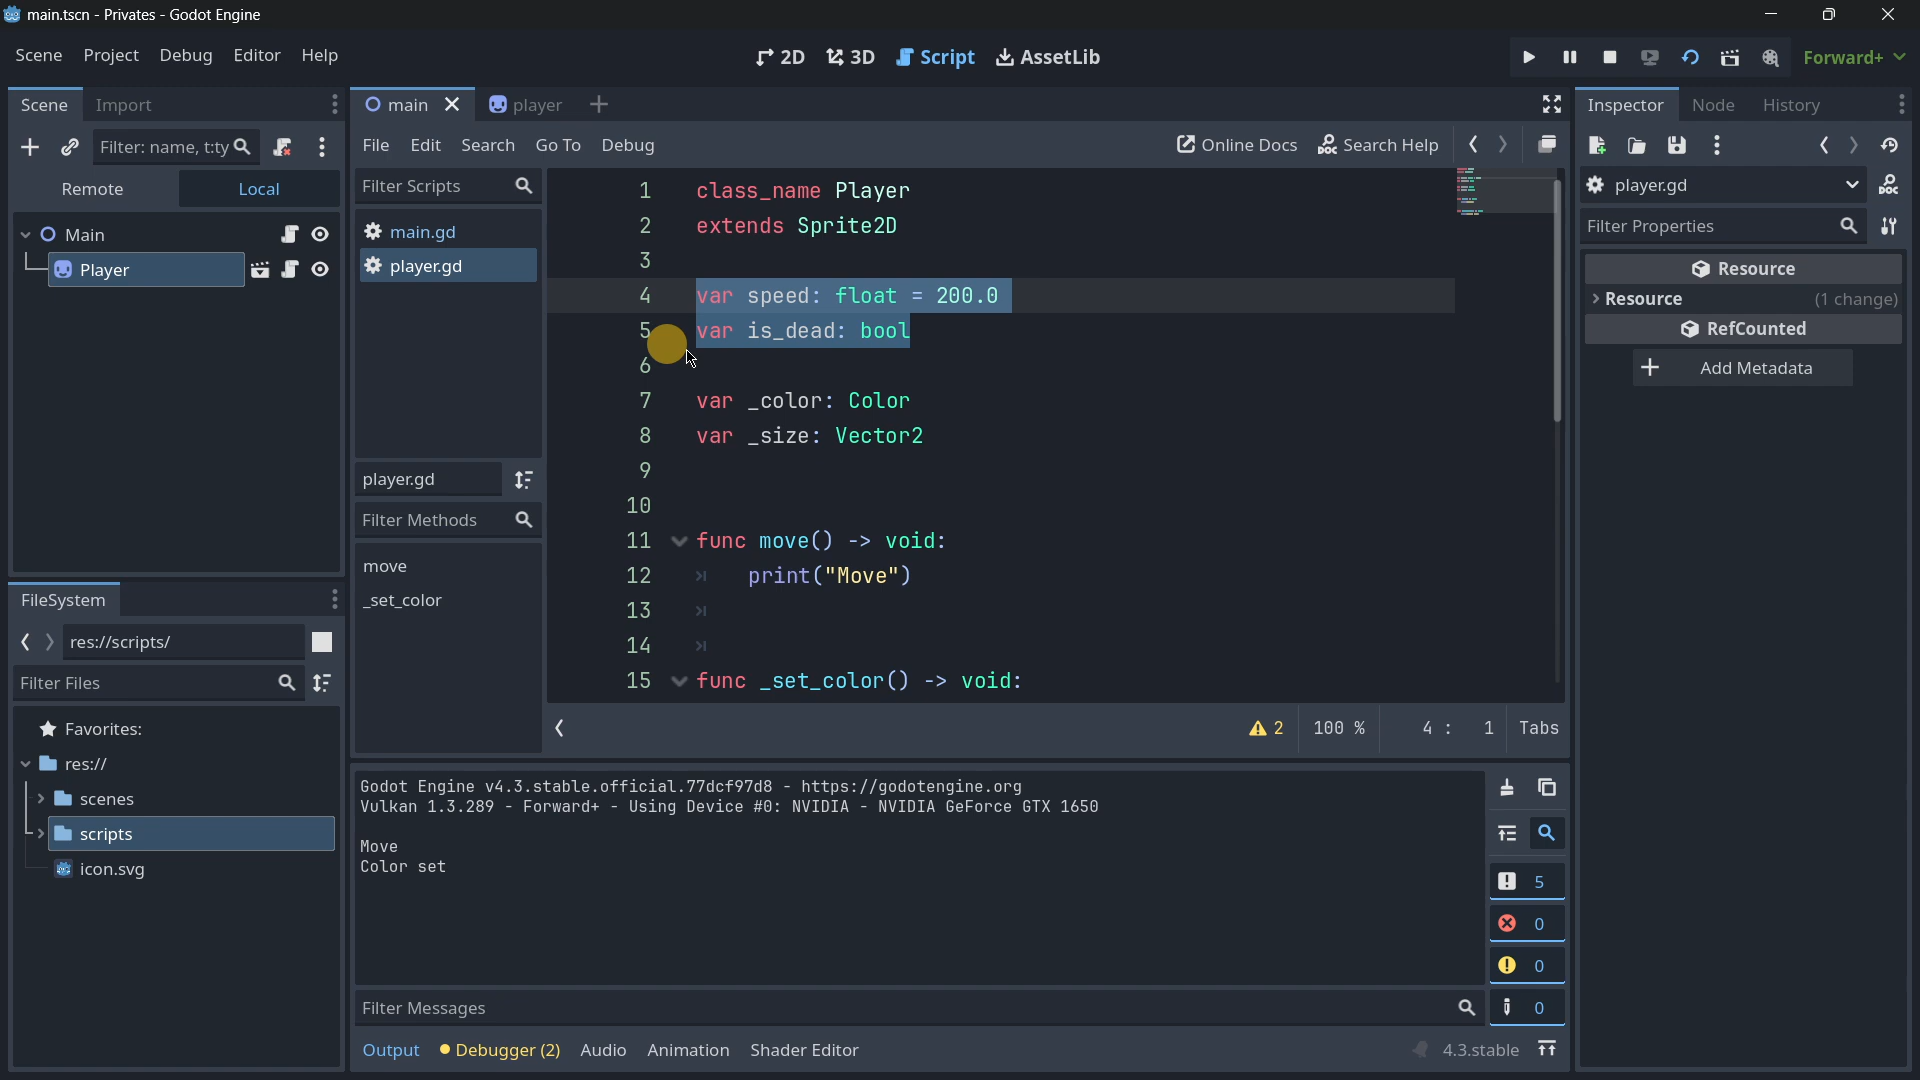 main.tscn - Privates - Godot Engine
Scene Project Debug Editor Help
2D 3D Script AssetLib
Forward+
Scene Import
main player
Inspector Node History
Filter: name, t:ty
File Edit Search Go To Debug
Online Docs Search Help
Remote Local
Filter Scripts
player.gd
Filter Properties
Main
Player
main.gd
player.gd
1 class_name Player
2 extends Sprite2D
3
4 var speed: float = 200.0
5 var is_dead: bool
6
7 var _color: Color
8 var _size: Vector2
9
10
11 func move() -> void:
12 print("Move")
13
14
15 func _set_color() -> void:
Resource
Resource (1 change)
RefCounted
Add Metadata
player.gd
Filter Methods
move
_set_color
2 100 % 4 : 1 Tabs
FileSystem
res://scripts/
Filter Files
Favorites:
res://
scenes
scripts
icon.svg
Godot Engine v4.3.stable.official.77dcf97d8 - https://godotengine.org
Vulkan 1.3.289 - Forward+ - Using Device #0: NVIDIA - NVIDIA GeForce GTX 1650
Move
Color set
5
0
0
0
Filter Messages
Output Debugger (2) Audio Animation Shader Editor
4.3.stable